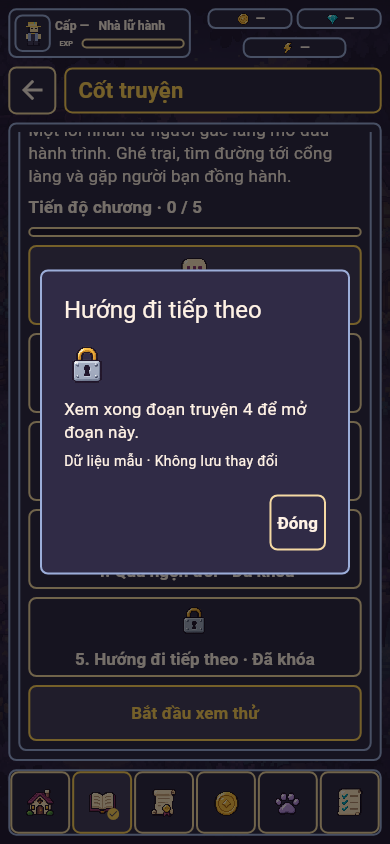 Cấp — Nhà lữ hành
EXP
—
—
—
Cốt truyện
Một lời nhắn từ người gác làng mở đầu
hành trình. Ghé trại, tìm đường tới cổng
làng và gặp người bạn đồng hành.
Tiến độ chương · 0 / 5
Hướng đi tiếp theo
Xem xong đoạn truyện 4 để mở
đoạn này.
Dữ liệu mẫu · Không lưu thay đổi
Đóng
5. Hướng đi tiếp theo · Đã khóa
Bắt đầu xem thử